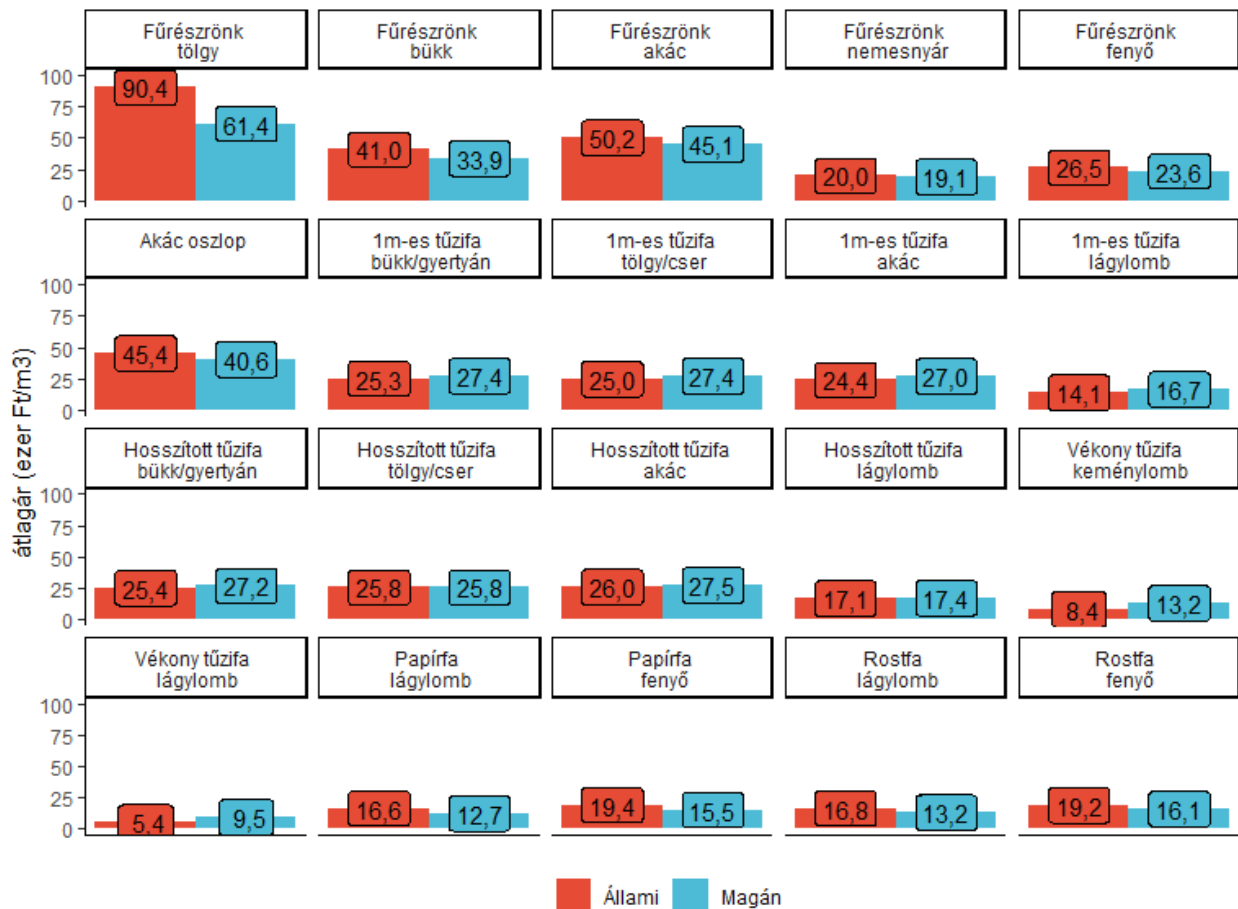 Fűrészrönk
tölgy
Fűrészrönk
bükk
Fűrészrönk
akác
Fűrészrönk
nemesnyár
Fűrészrönk
fenyő
100
75
50
25
0
90,4
61,4
41,0
33,9
50,2
45,1
20,0
19,1
26,5
23,6
Akác oszlop
1m-es tűzifa
bükk/gyertyán
1m-es tűzifa
tölgy/cser
1m-es tűzifa
akác
1m-es tűzifa
lágylomb
100
75
50
25
0
45,4
40,6
25,3
27,4
25,0
27,4
24,4
27,0
14,1
16,7
átlagár (ezer Ft/m3)
Hosszított tűzifa
bükk/gyertyán
Hosszított tűzifa
tölgy/cser
Hosszított tűzifa
akác
Hosszított tűzifa
lágylomb
Vékony tűzifa
keménylomb
100
75
50
25
0
25,4
27,2
25,8
25,8
26,0
27,5
17,1
17,4
8,4
13,2
Vékony tűzifa
lágylomb
Papírfa
lágylomb
Papírfa
fenyő
Rostfa
lágylomb
Rostfa
fenyő
100
75
50
25
0
5,4
9,5
16,6
12,7
19,4
15,5
16,8
13,2
19,2
16,1
Állami
Magán